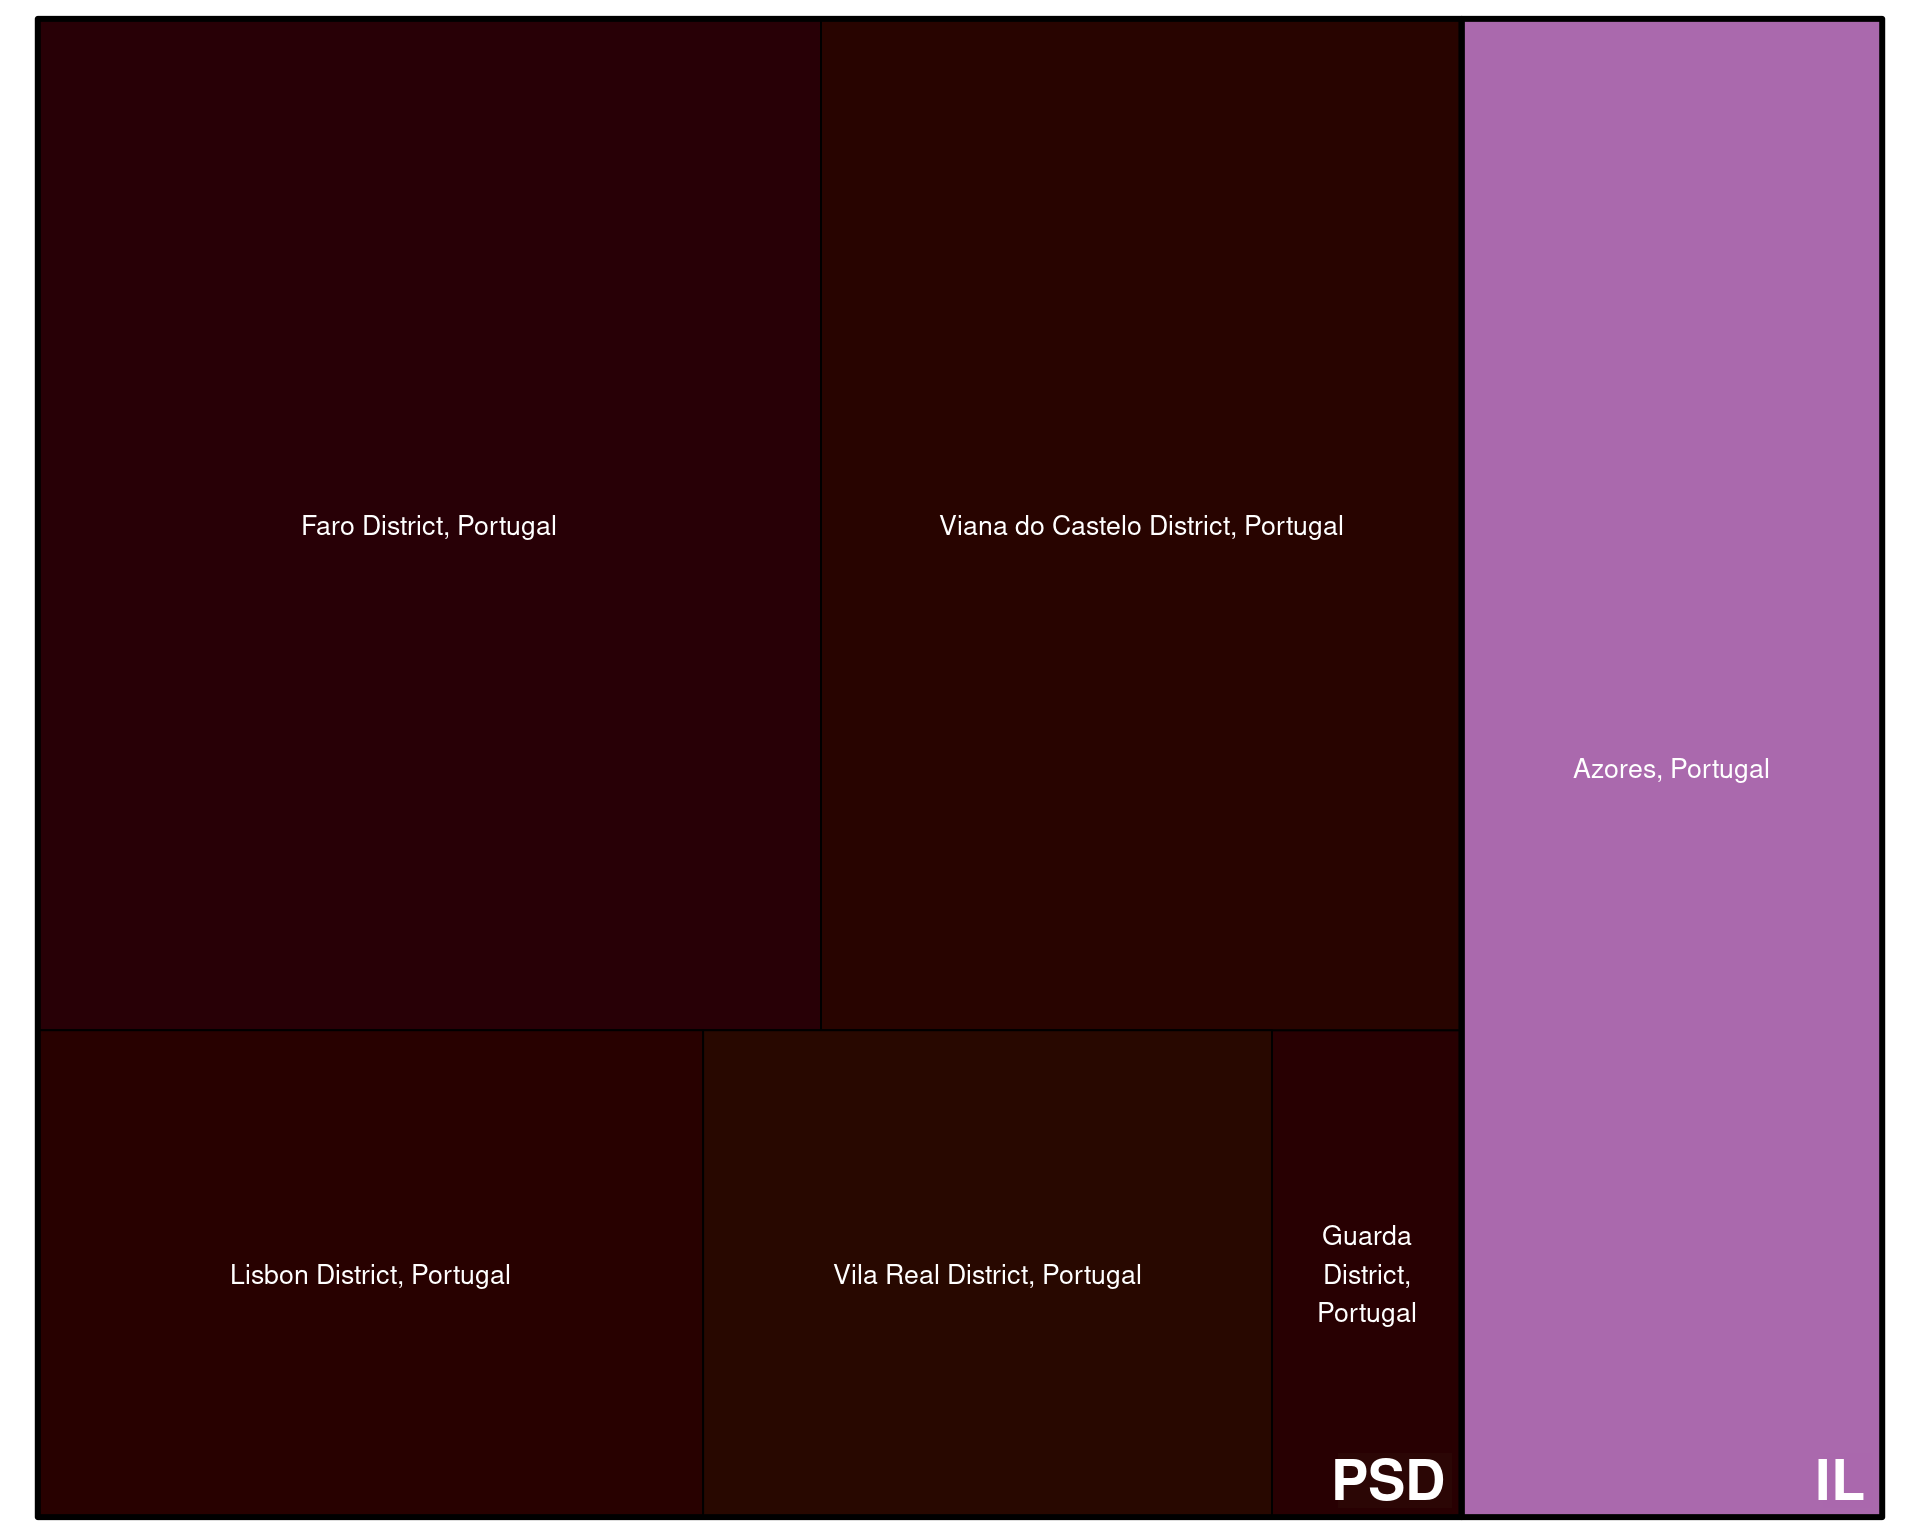 Faro District, Portugal
Viana do Castelo District, Portugal
Azores, Portugal
Lisbon District, Portugal
Vila Real District, Portugal
Guarda
District,
Portugal
PSD
IL